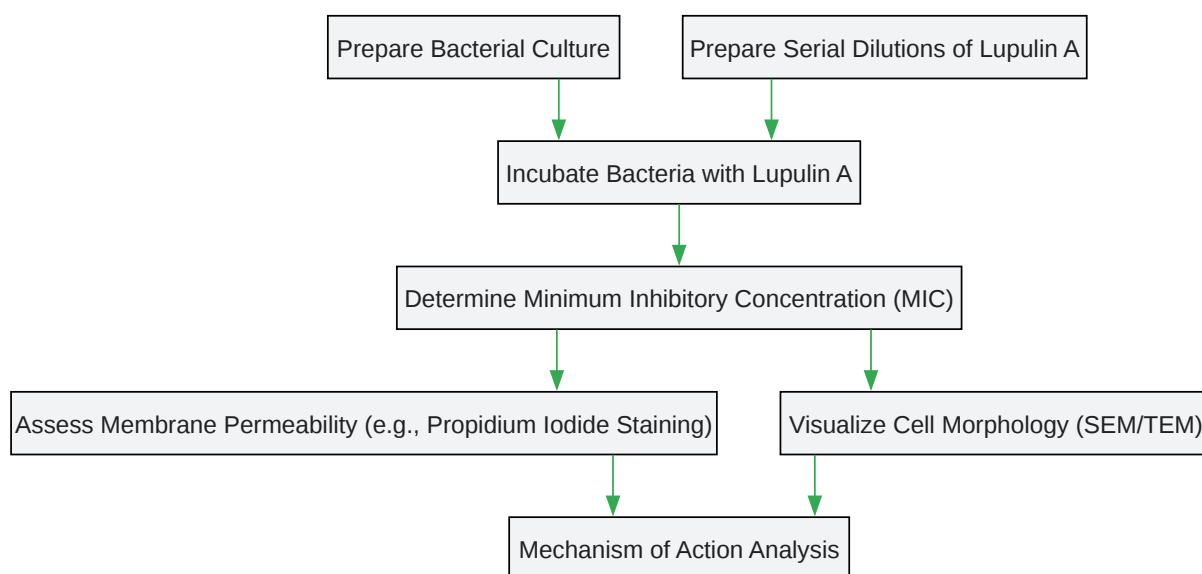 Prepare Bacterial Culture
Prepare Serial Dilutions of Lupulin A
Incubate Bacteria with Lupulin A
Determine Minimum Inhibitory Concentration (MIC)
Assess Membrane Permeability (e.g., Propidium Iodide Staining)
Visualize Cell Morphology (SEM/TEM)
Mechanism of Action Analysis